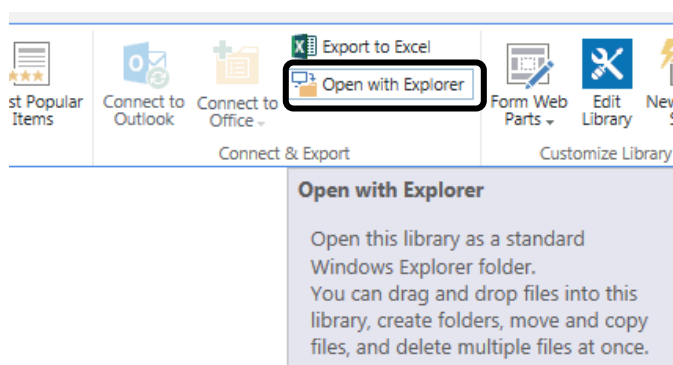 Export to Excel
Open with Explorer
st Popular
Items
Connect to
Outlook
Connect to
Office
Form Web
Parts
Edit
Library
New
S
Connect & Export
Customize Library
Open with Explorer
Open this library as a standard
Windows Explorer folder.
You can drag and drop files into this
library, create folders, move and copy
files, and delete multiple files at once.